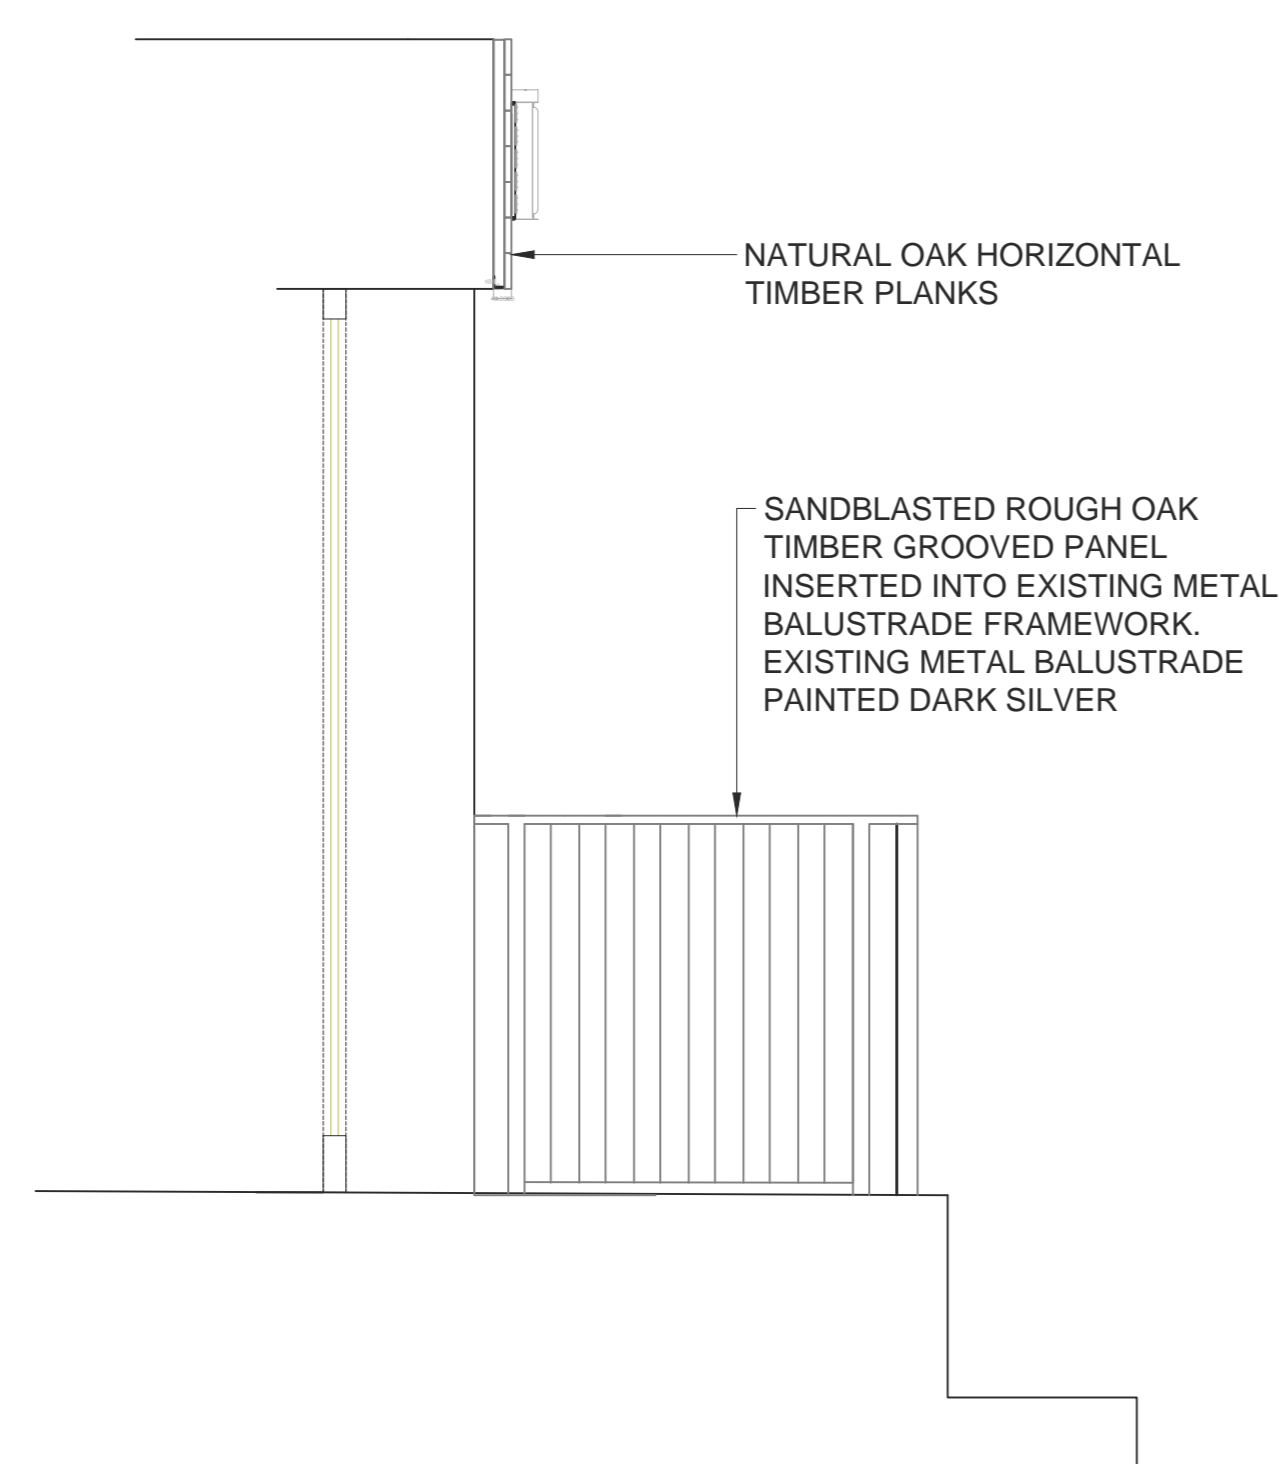 NATURAL OAK HORIZONTAL
TIMBER PLANKS
SANDBLASTED ROUGH OAK
TIMBER GROOVED PANEL
INSERTED INTO EXISTING METAL
BALUSTRADE FRAMEWORK.
EXISTING METAL BALUSTRADE
PAINTED DARK SILVER